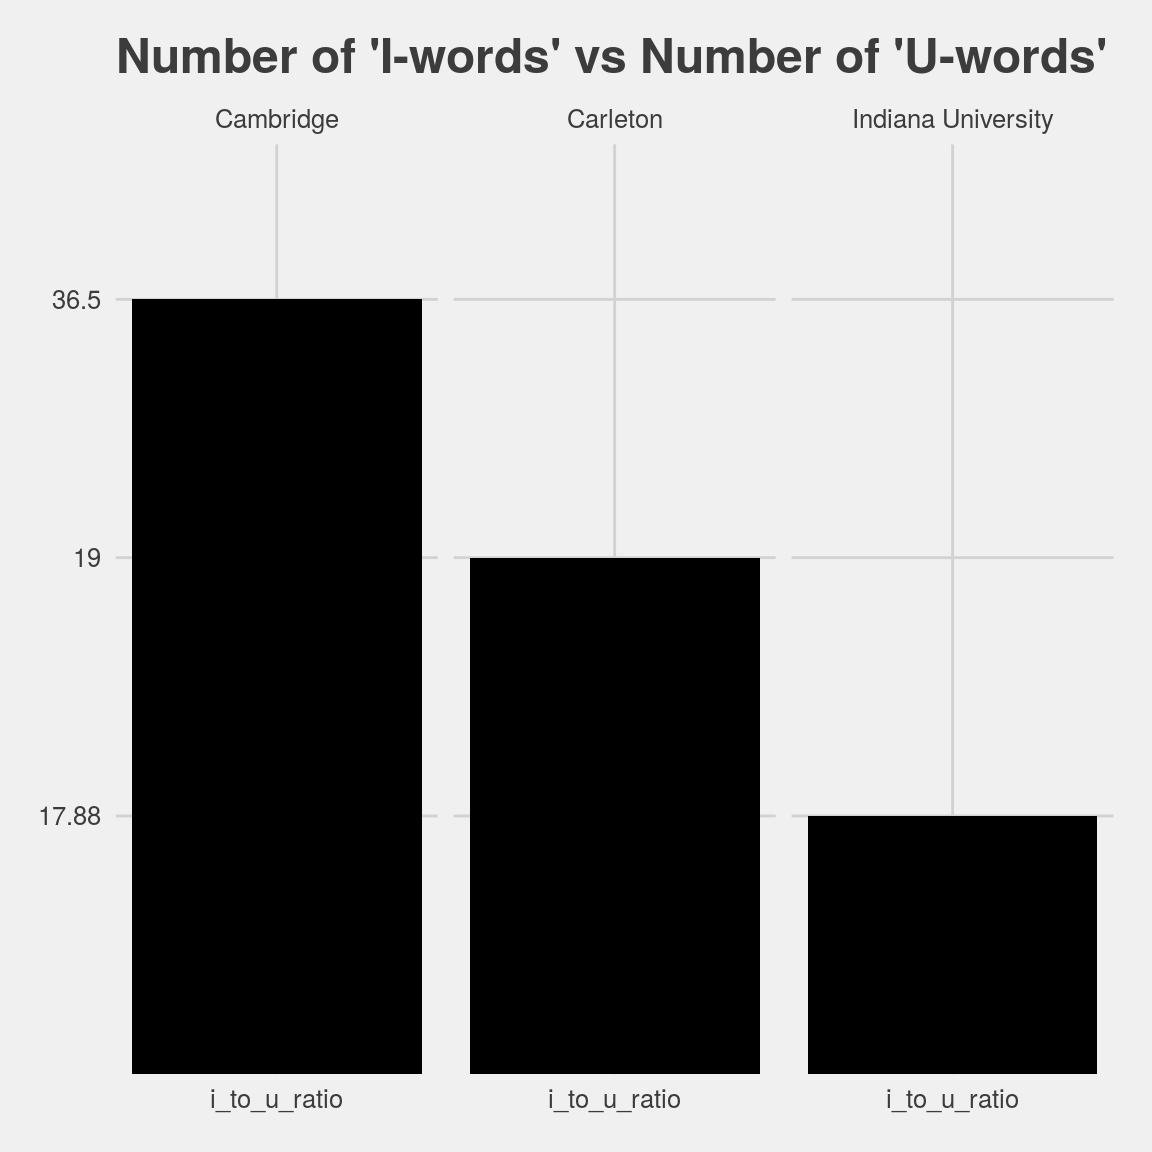 Number of 'I-words' vs Number of 'U-words'
Cambridge
Carleton
Indiana University
36.5
19
17.88
i_to_u_ratio
i_to_u_ratio
i_to_u_ratio